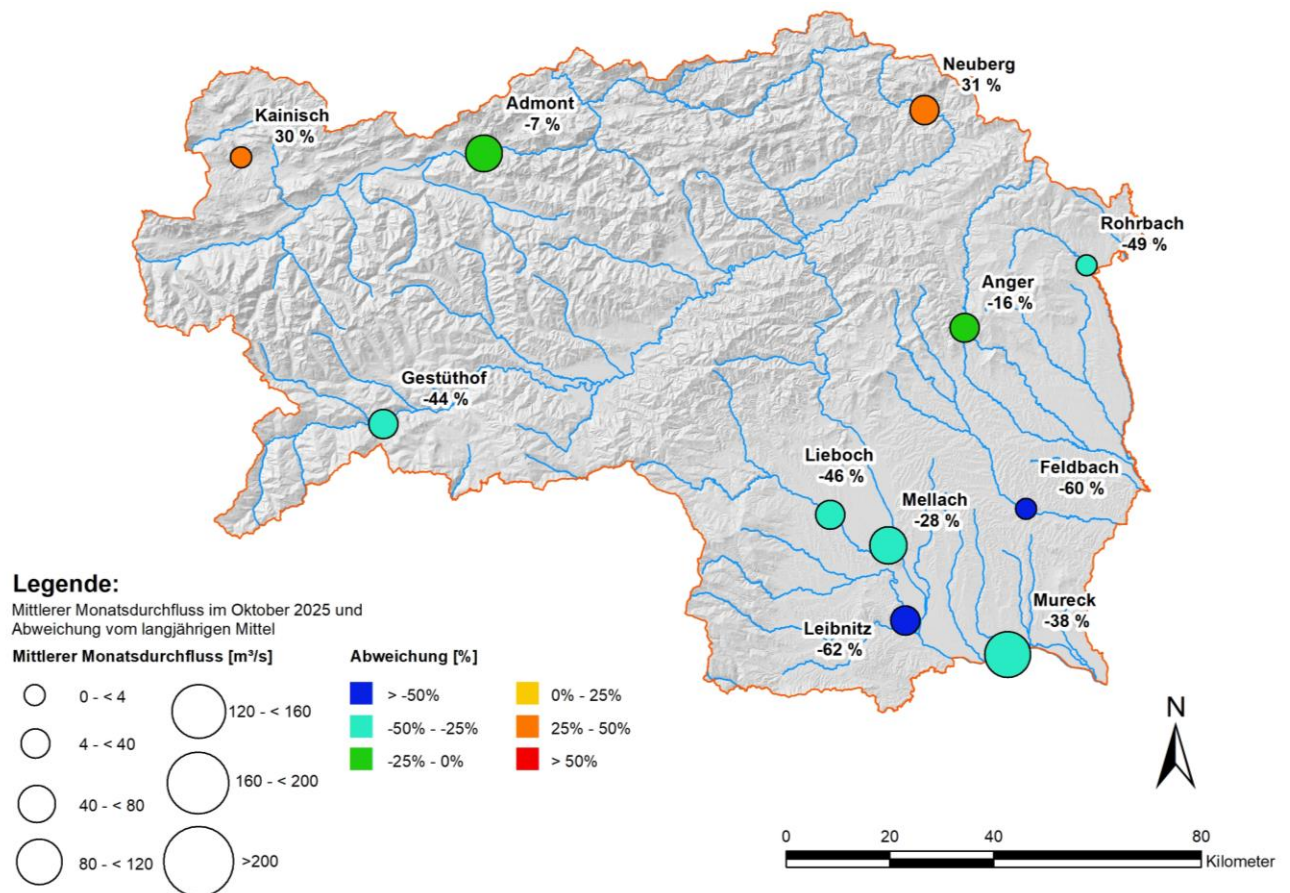 Neuberg
31 %
Admont
-7 %
Kainisch
30 %
Rohrbach
-49 %
Anger
-16 %
Gestüthof
-44 %
Lieboch
-46 %
Feldbach
-60 %
Mellach
-28 %
Mureck
-38 %
Leibnitz
-62 %
Legende:
Mittlerer Monatsdurchfluss im Oktober 2025 und
Abweichung vom langjährigen Mittel
Mittlerer Monatsdurchfluss [m³/s]
0 - < 4
4 - < 40
40 - < 80
80 - < 120
120 - < 160
160 - < 200
>200
Abweichung [%]
> -50%
-50% - -25%
-25% - 0%
0% - 25%
25% - 50%
> 50%
N
0 20 40 80
Kilometer